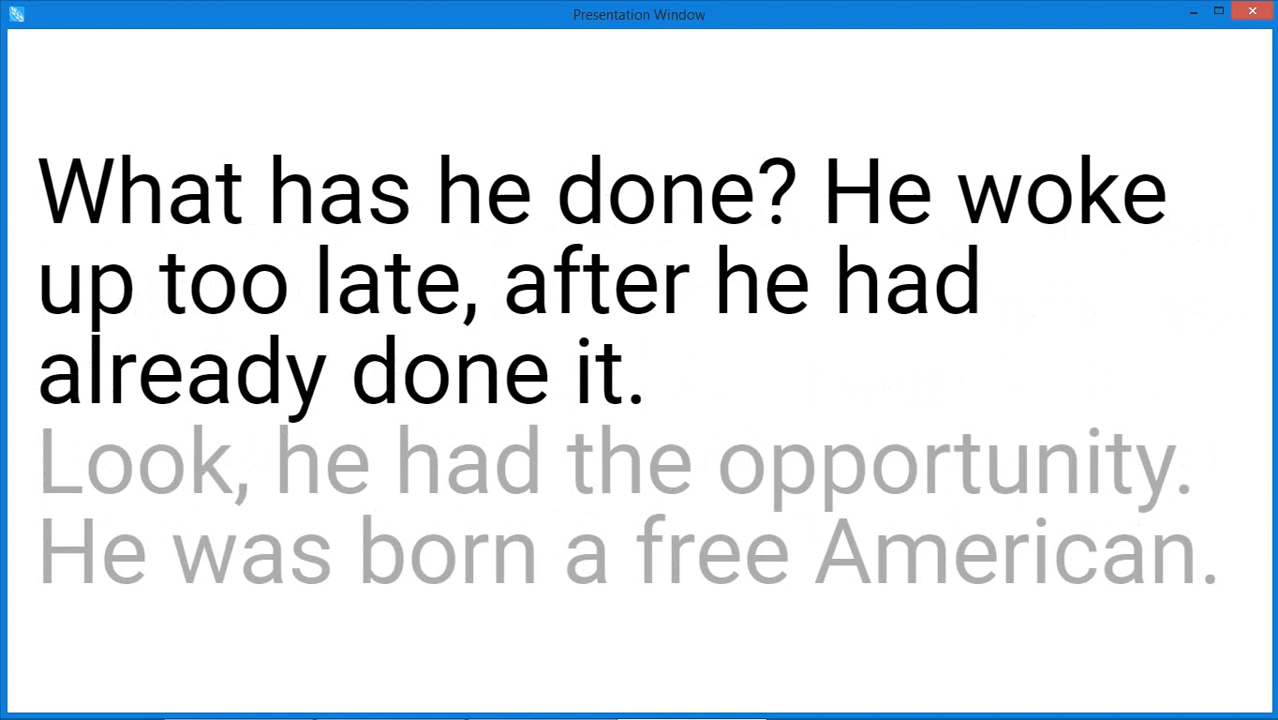 Presentation Window
What has he done? He woke
up too late, after he had
already done it.
Look, he had the opportunity.
He was born a free American.